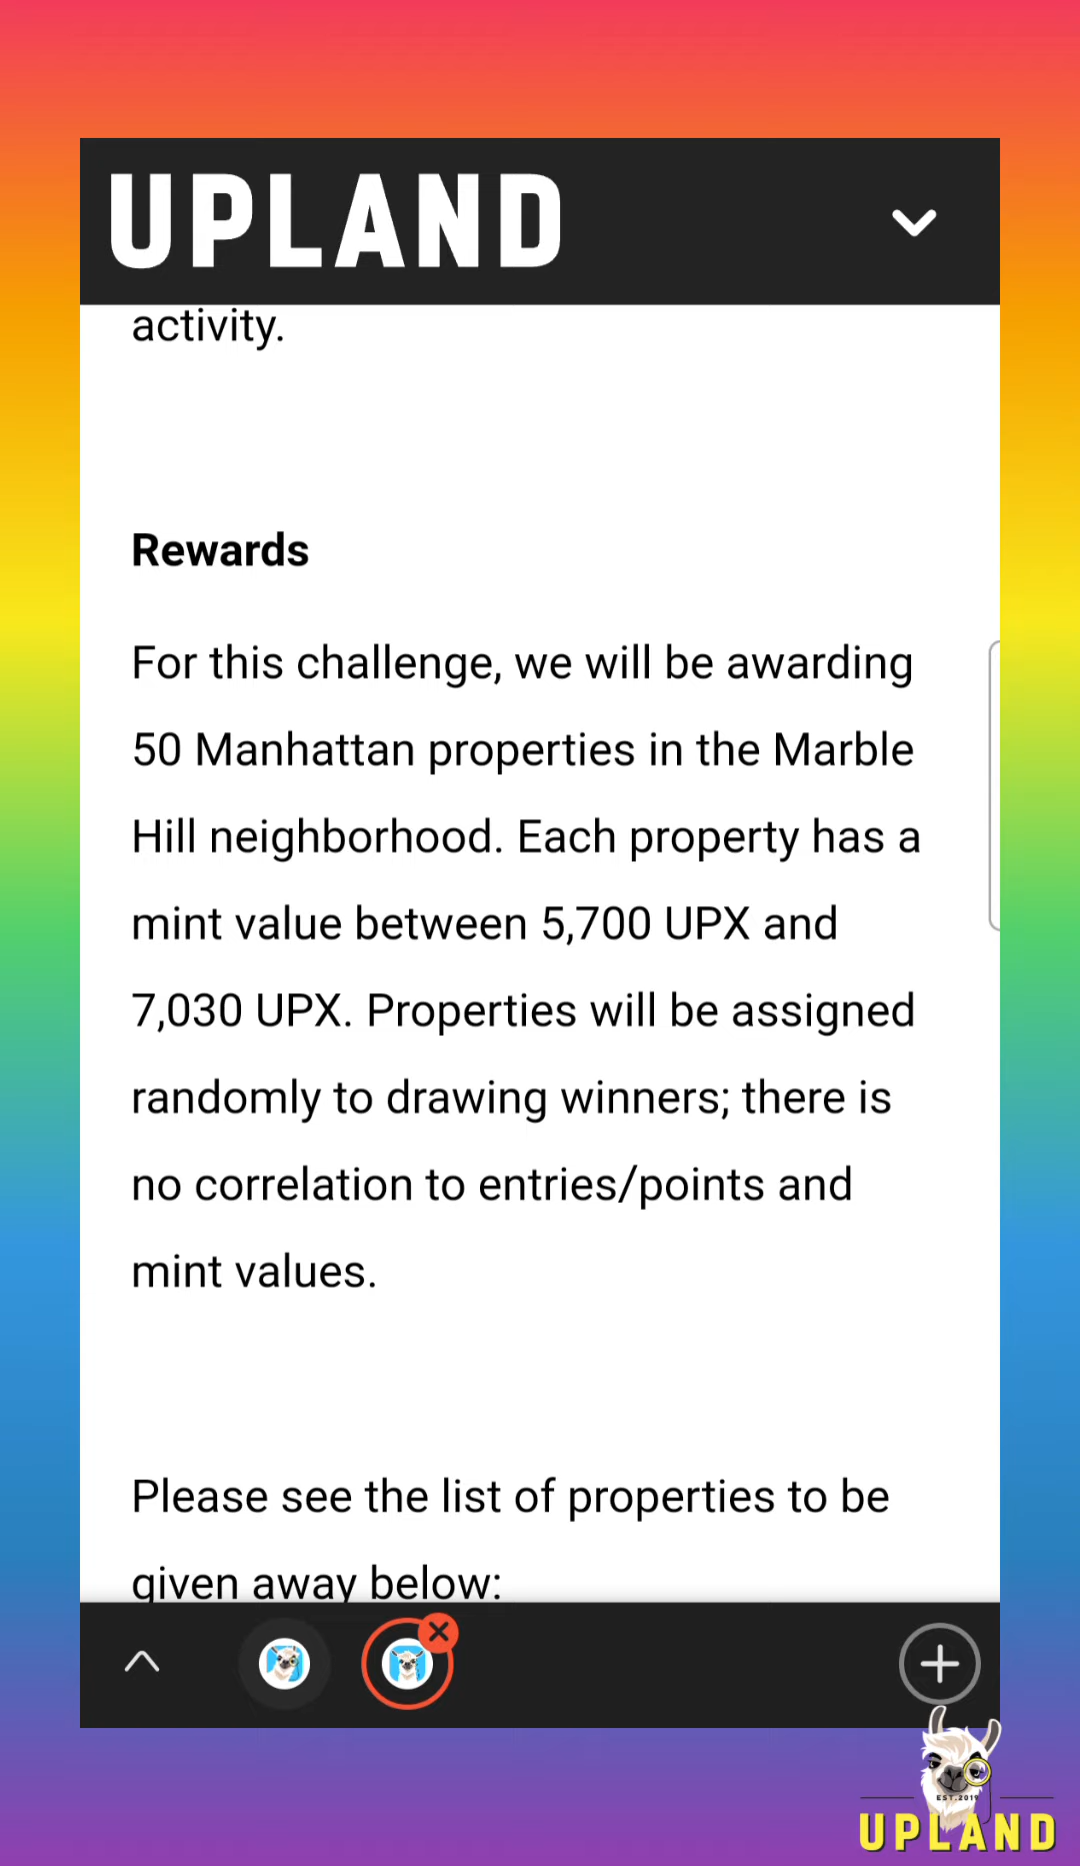 UPLAND
activity.
Rewards
For this challenge, we will be awarding
50 Manhattan properties in the Marble
Hill neighborhood. Each property has a
mint value between 5,700 UPX and
7,030 UPX. Properties will be assigned
randomly to drawing winners; there is
no correlation to entries/points and
mint values.
Please see the list of properties to be
given away below:
EST.2019
UPLAND